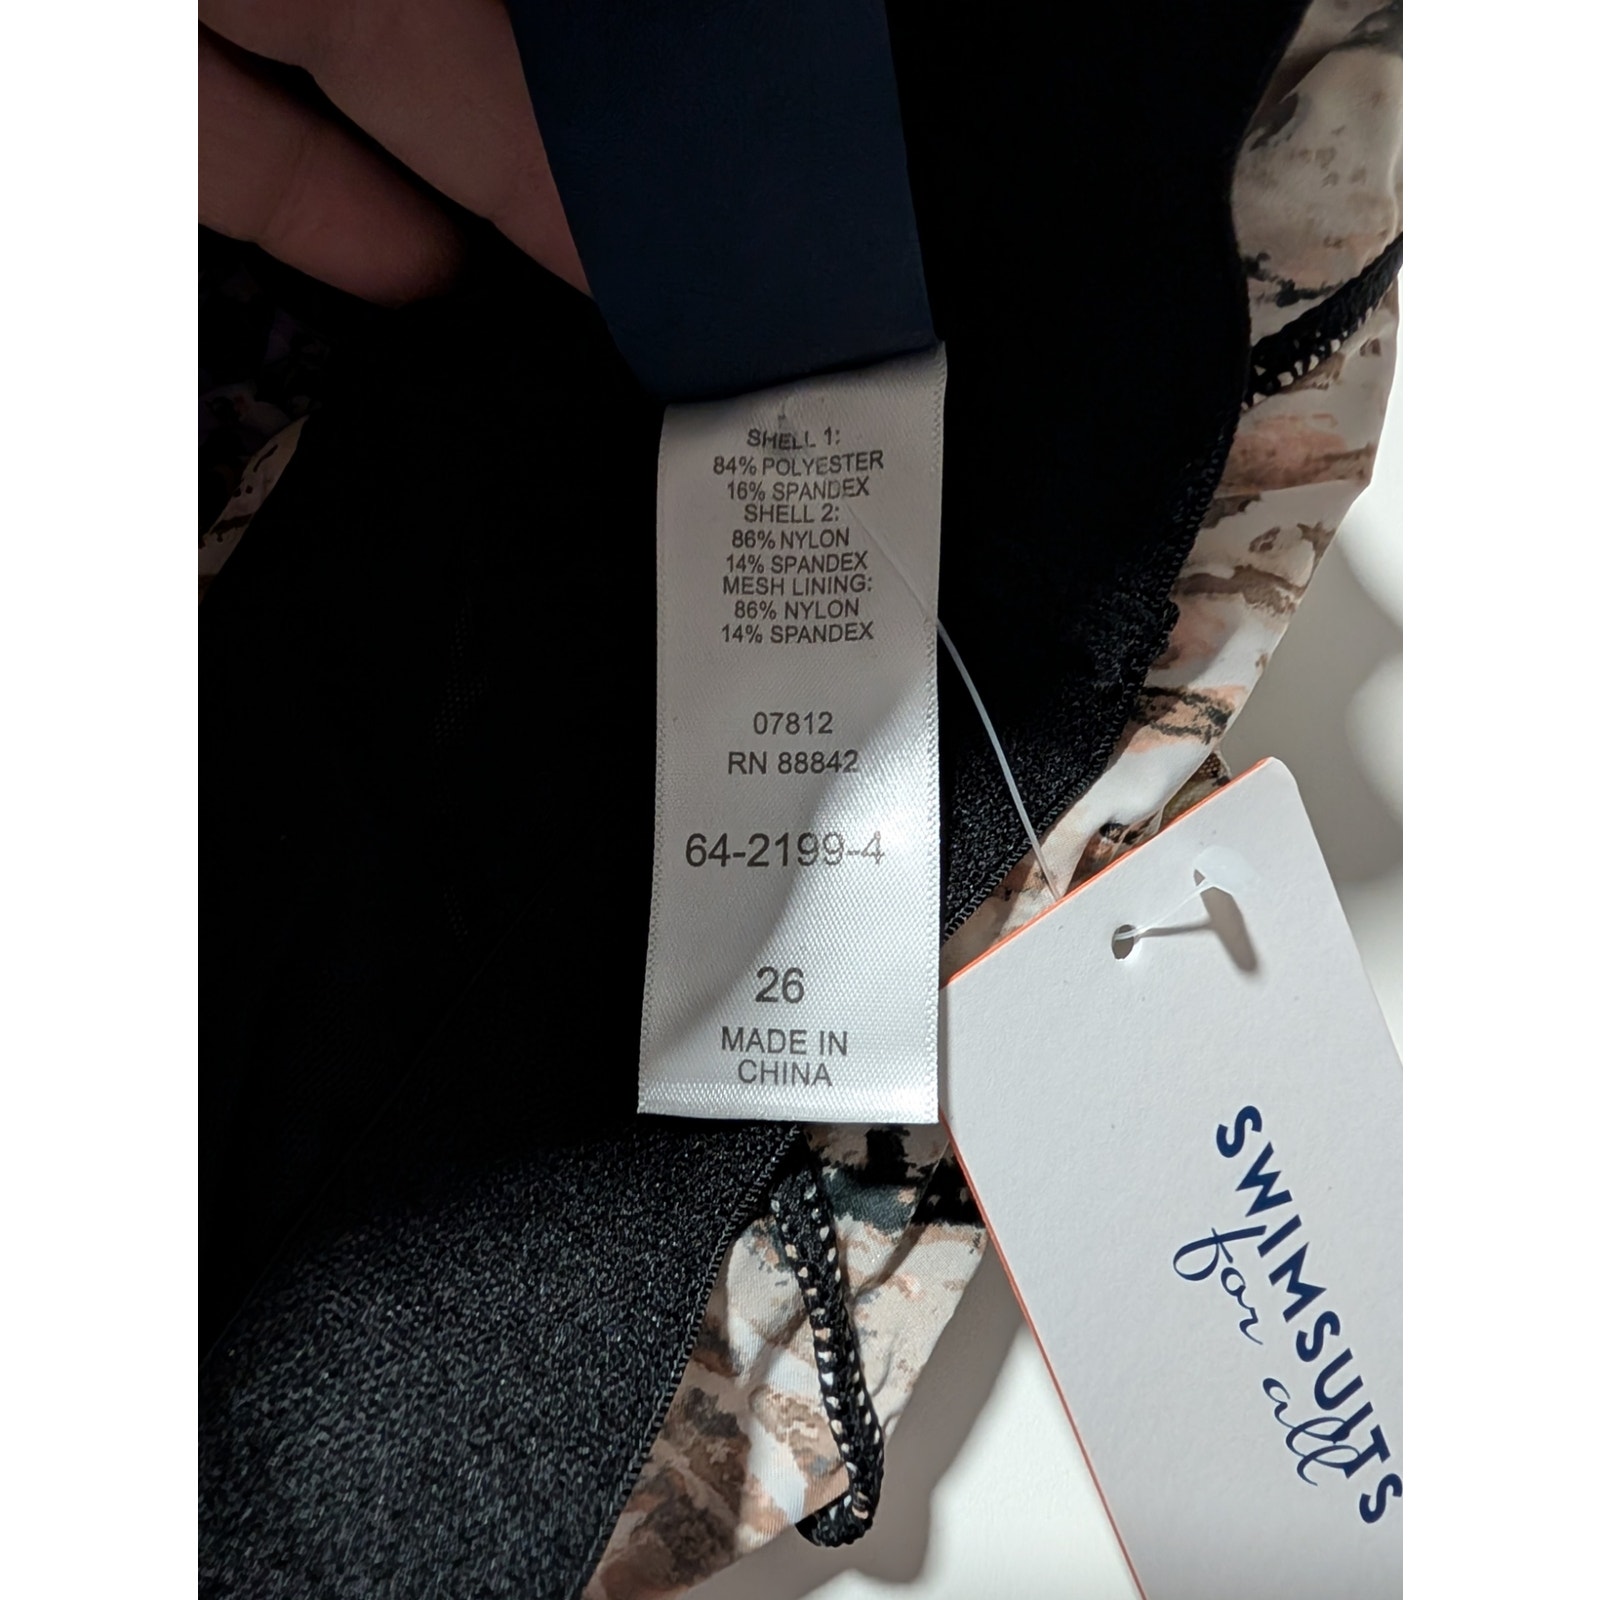 SHELL 1:
84% POLYESTER
16% SPANDEX
SHELL 2:
86% NYLON
14% SPANDEX
MESH LINING:
86% NYLON
14% SPANDEX
07812
RN 88842
64-2199-4
26
MADE IN
CHINA
SWIMSUITS
for all